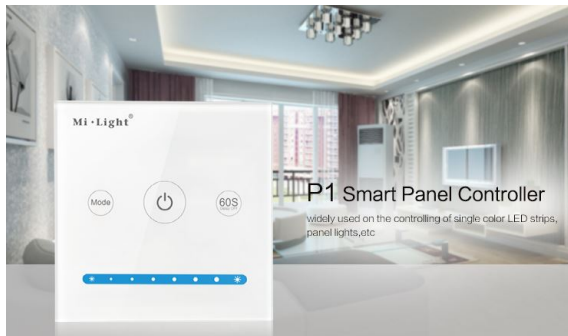 Mi•Light®
Mode
60S
P1 Smart Panel Controller
widely used on the controlling of single color LED strips,
panel lights,etc